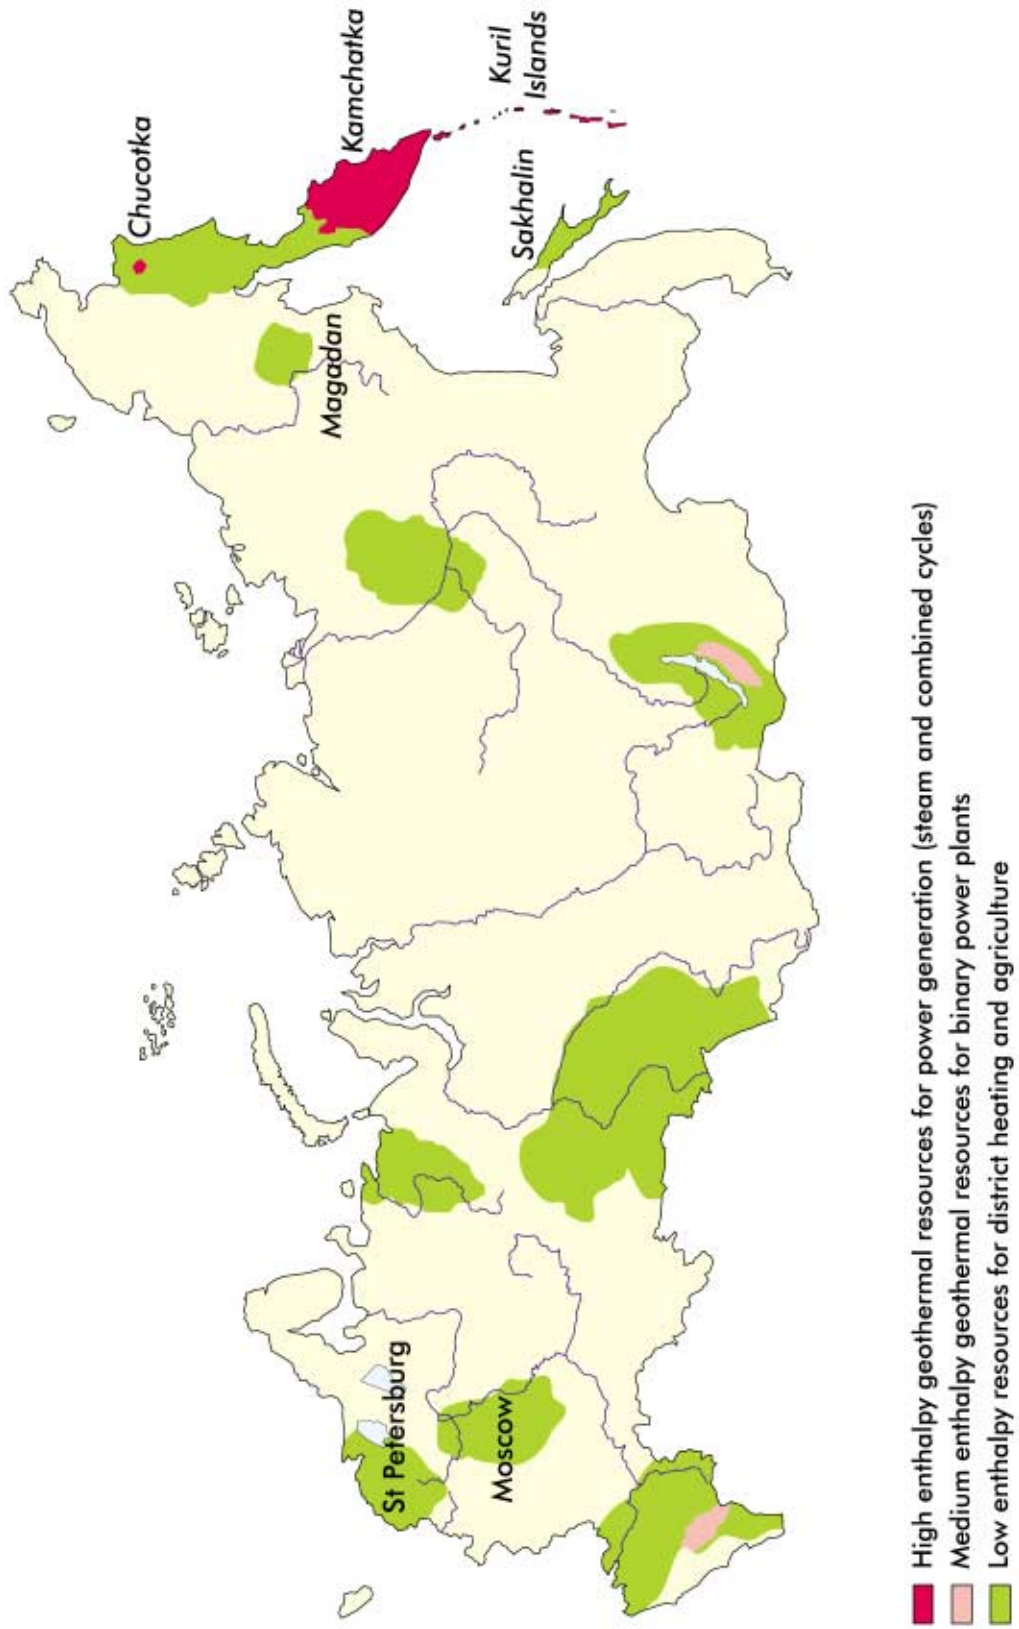 Chucotka
Kamchatka
Kuril
Islands
Sakhalin
Magadan
St Petersburg
Moscow
High enthalpy geothermal resources for power generation (steam and combined cycles)
Medium enthalpy geothermal resources for binary power plants
Low enthalpy resources for district heating and agriculture